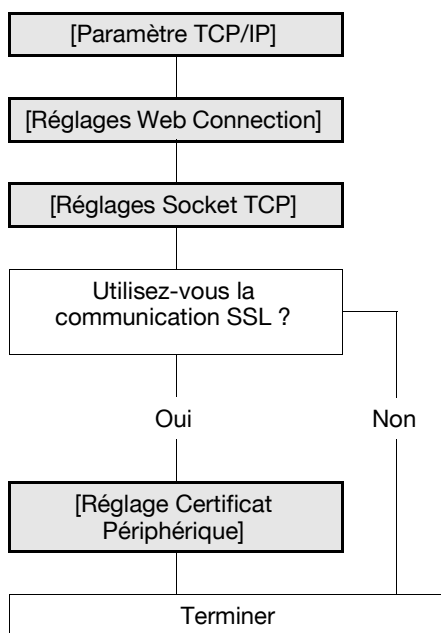 [Paramètre TCP/IP]
[Réglages Web Connection]
[Réglages Socket TCP]
Utilisez-vous la
communication SSL ?
Oui
Non
[Réglage Certificat
Périphérique]
Terminer